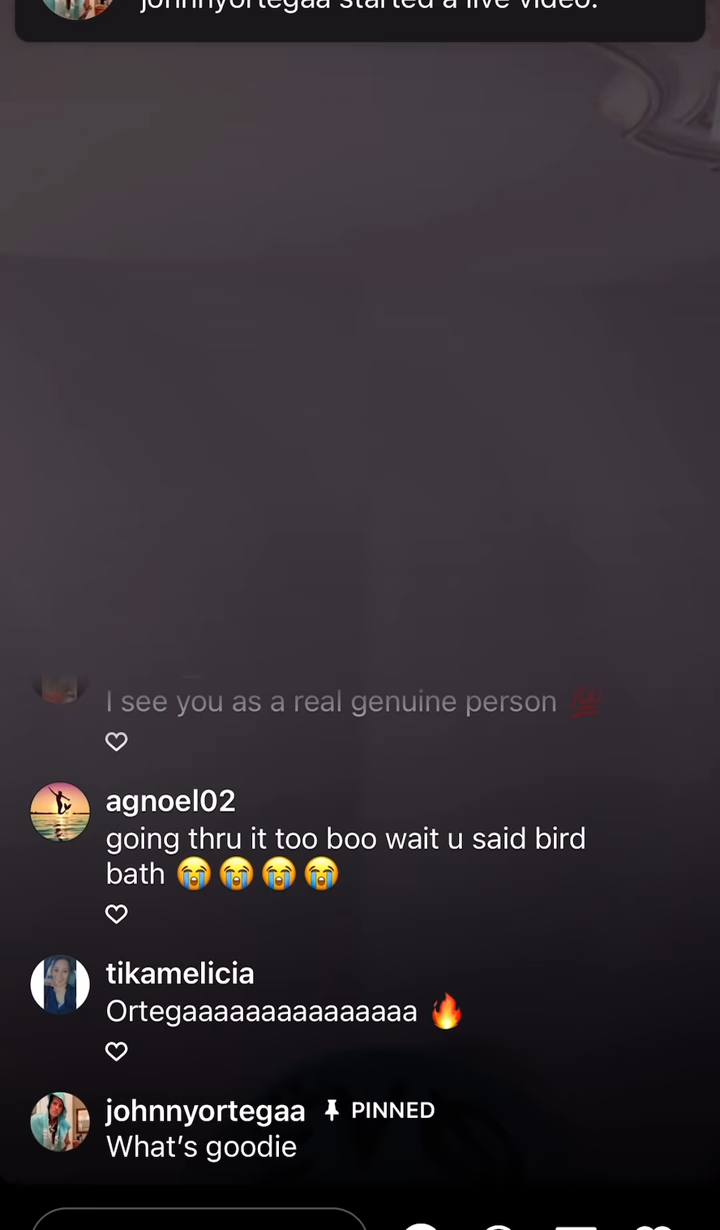 johnnyortegaa started a live video.
I see you as a real genuine person 💯
agnoel02
going thru it too boo wait u said bird
bath 😭😭😭😭
tikamelicia
Ortegaaaaaaaaaaaaaaa 🔥
johnnyortegaa 📌 PINNED
What’s goodie